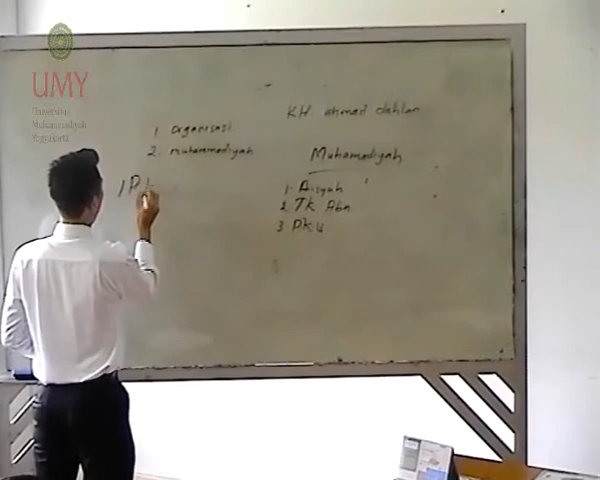 UMY
Universitas
Muhammadiyah
Yogyakarta
KH. ahmad dahlan
1. organisasi
2. muhammadiyah
Muhamadiyah
1. Aisyah
2. TK Aba
3 PKU
1 P